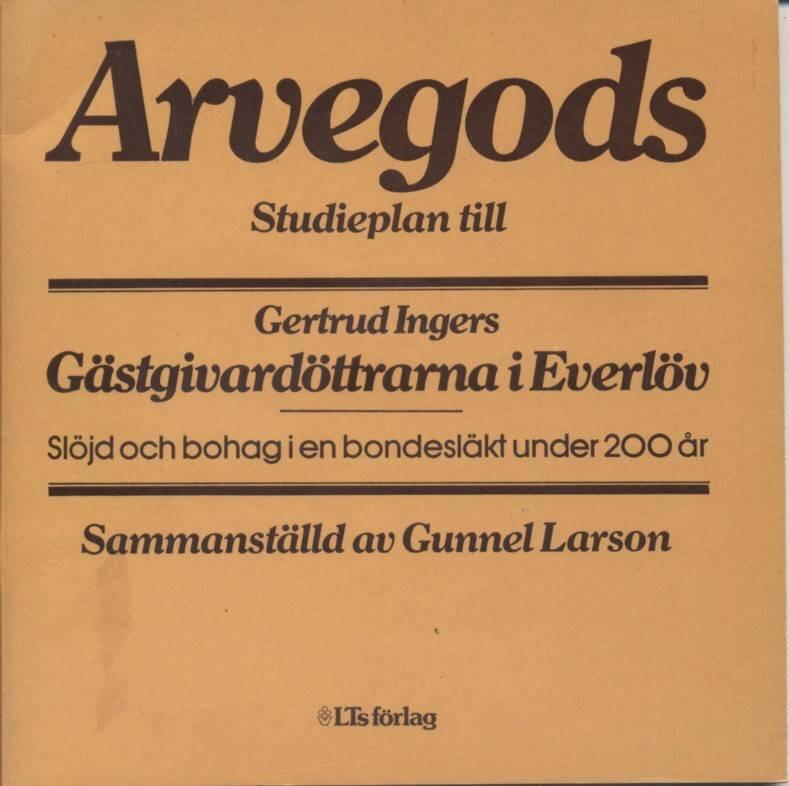 Arvegods
Studieplan till
Gertrud Ingers
Gästgivardöttrarna i Everlöv
Slöjd och bohag i en bondesläkt under 200 år
Sammanställd av Gunnel Larson
LTs förlag